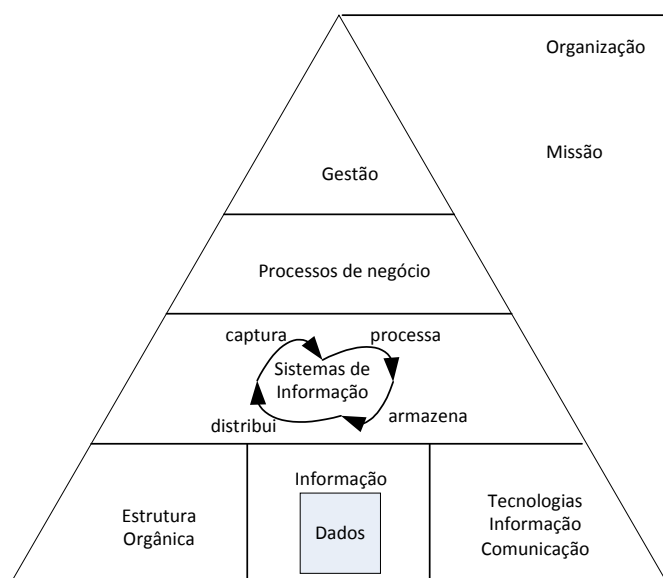 Organização
Missão
Gestão
Processos de negócio
captura
processa
Sistemas de
Informação
distribui
armazena
Estrutura
Orgânica
Informação
Dados
Tecnologias
Informação
Comunicação